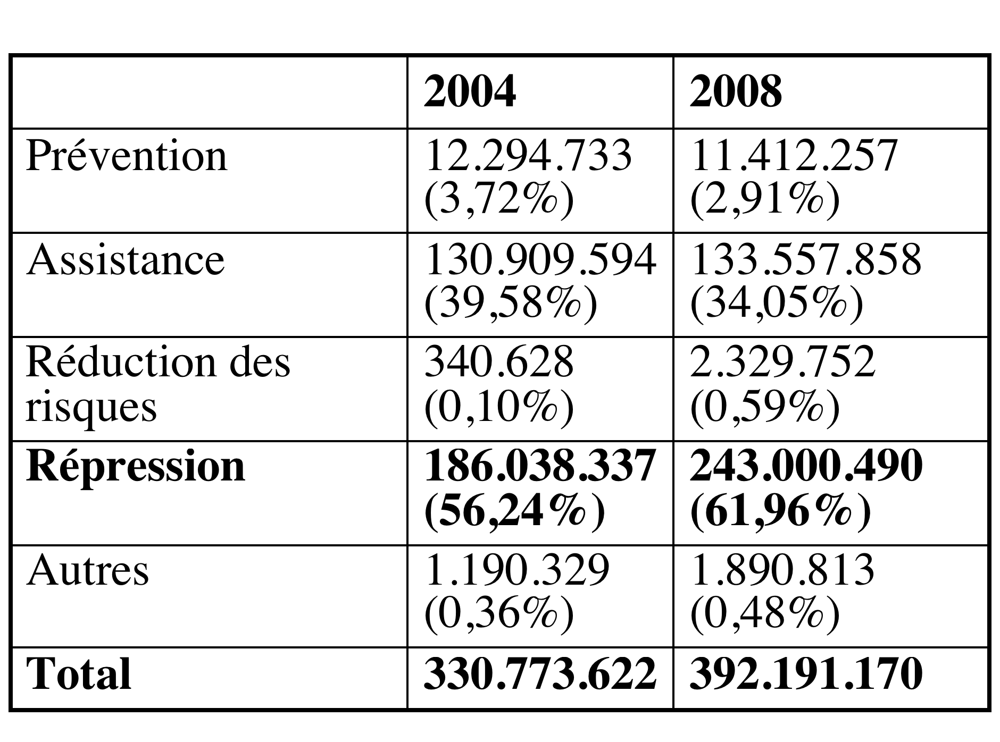 2004 2008
Prévention 12.294.733 11.412.257
(3,72%) (2,91%)
Assistance 130.909.594 133.557.858
(39,58%) (34,05%)
Réduction des 340.628 2.329.752
risques (0,10%) (0,59%)
Répression 186.038.337 243.000.490
(56,24%) (61,96%)
Autres 1.190.329 1.890.813
(0,36%) (0,48%)
Total 330.773.622 392.191.170